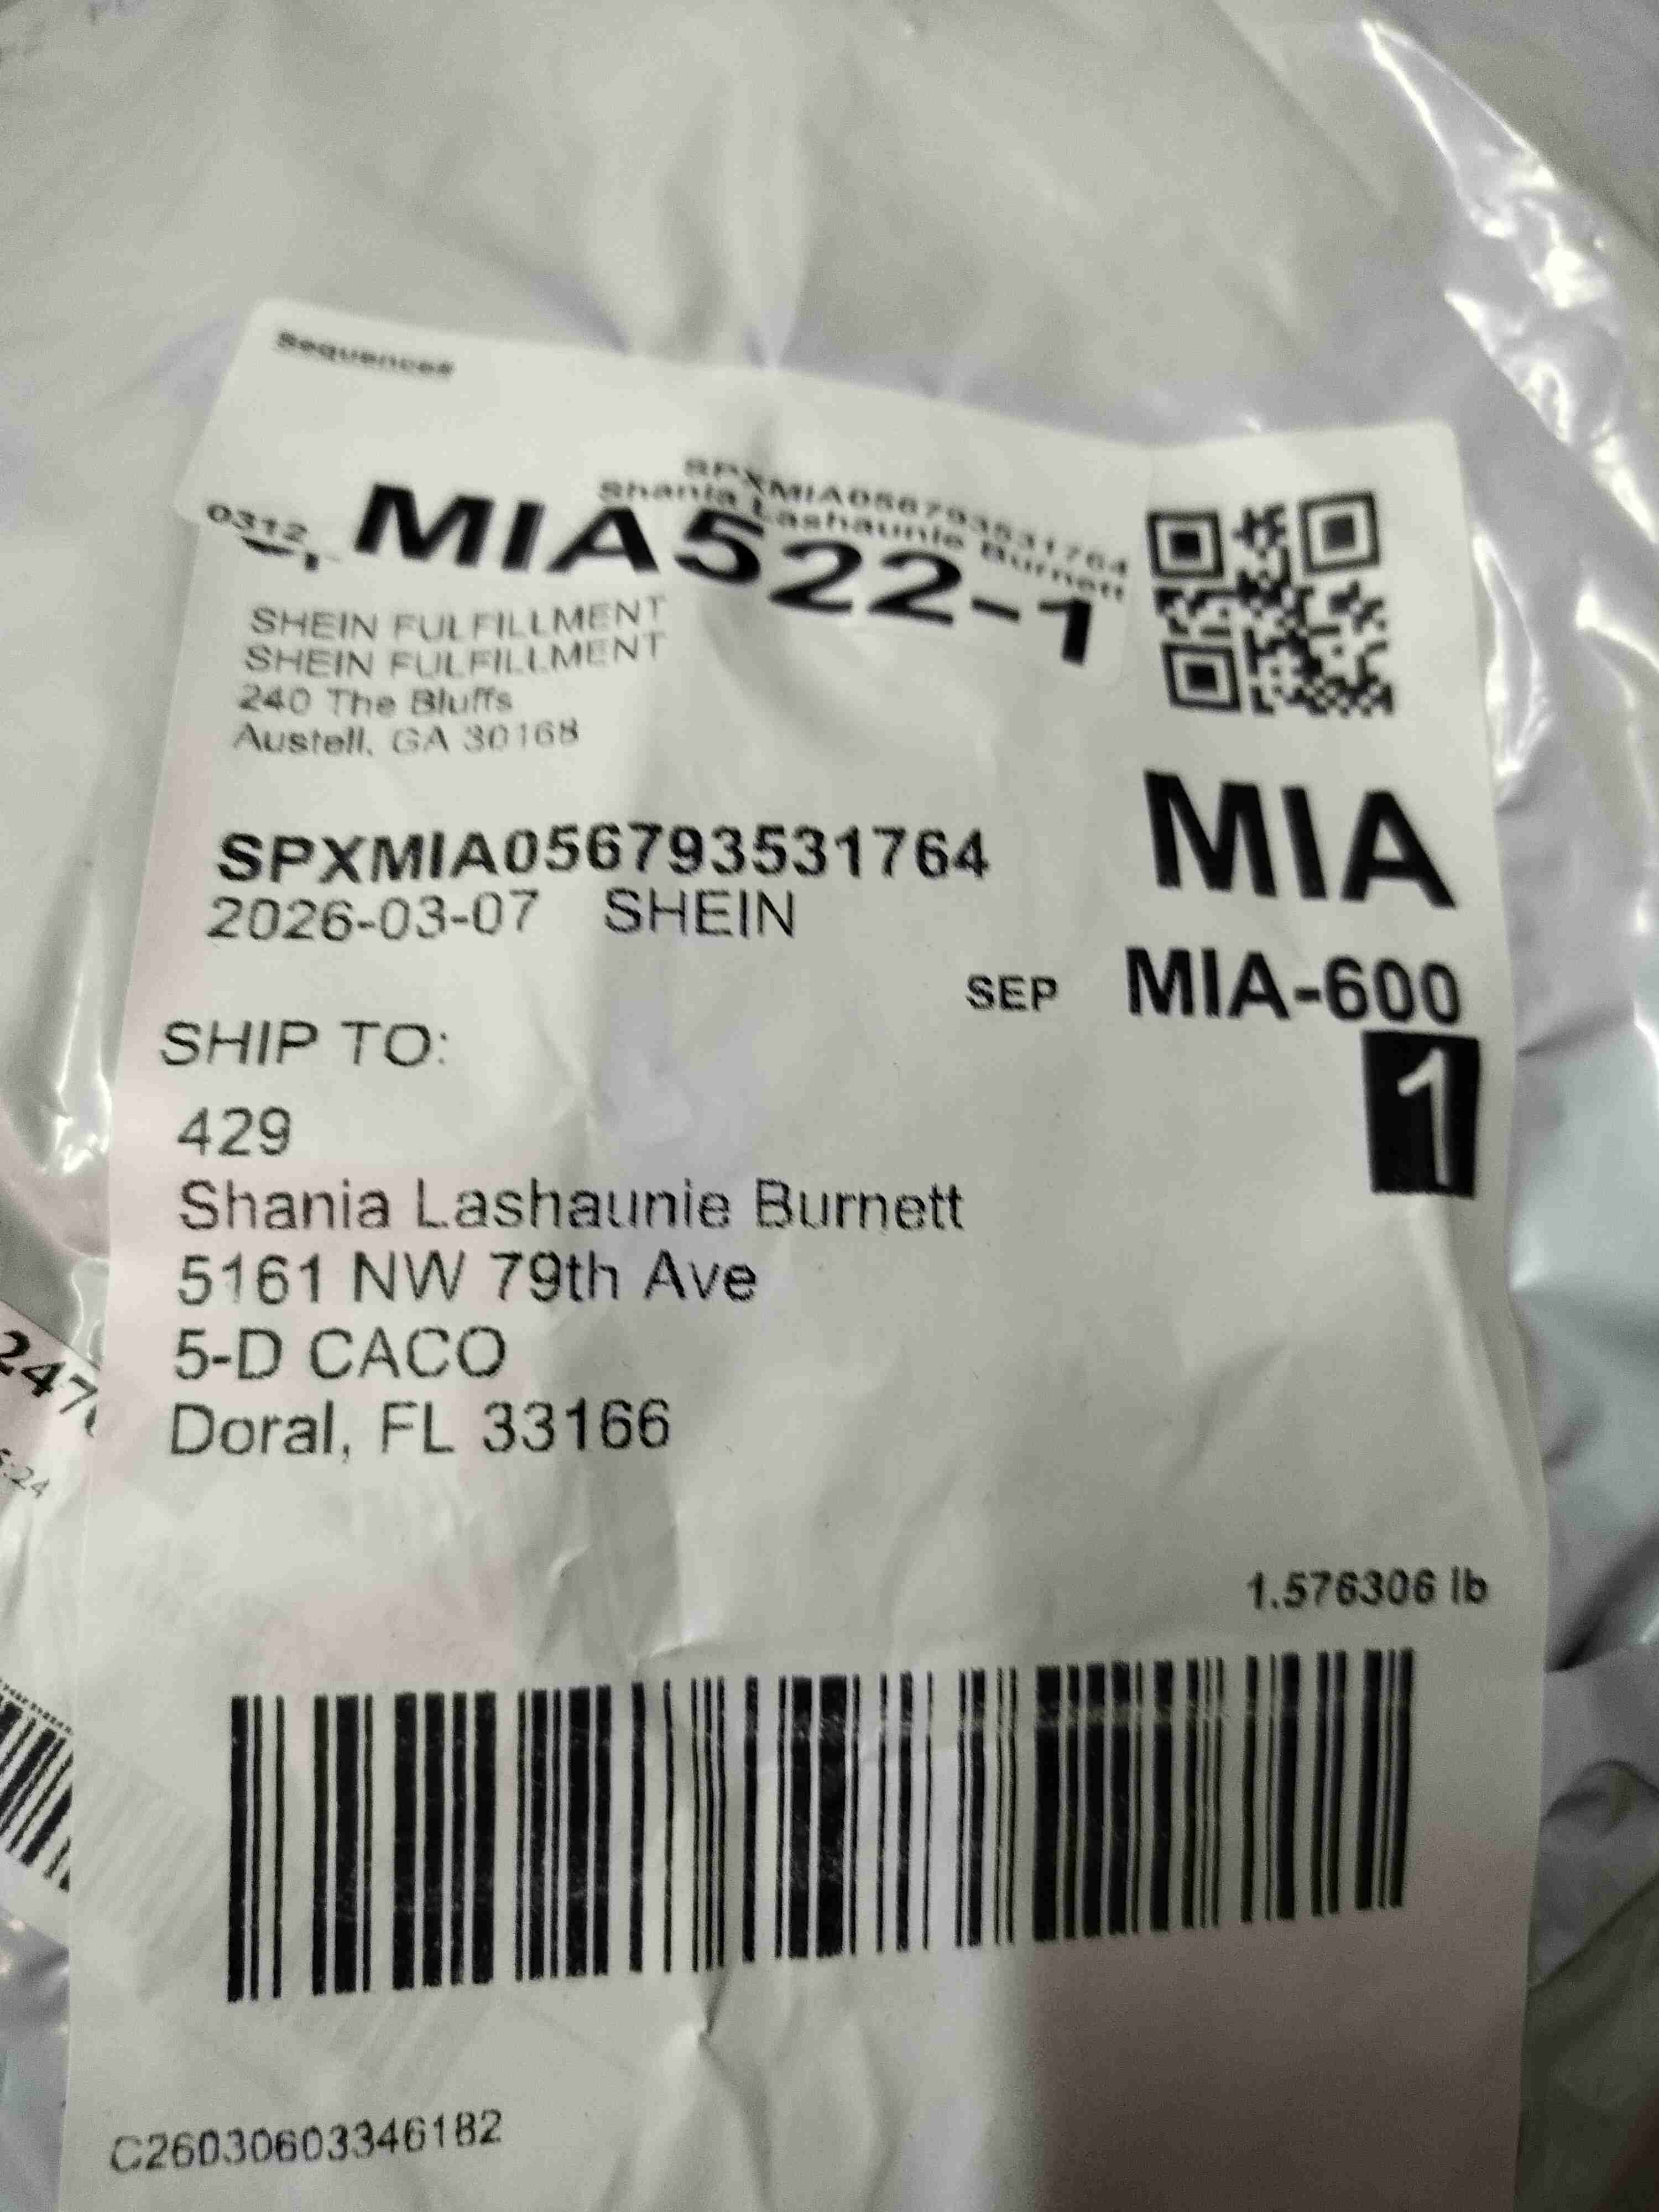 Sequence#
SPXMIA056793531764
Shania Lashaunie Burnett
0312
MIA522-1
SHEIN FULFILLMENT
SHEIN FULFILLMENT
240 The Bluffs
Austell, GA 30168
MIA
SPXMIA056793531764
2026-03-07 SHEIN
SEP MIA-600
1
SHIP TO:
429
Shania Lashaunie Burnett
5161 NW 79th Ave
5-D CACO
Doral, FL 33166
247
1.576306 lb
C26030603346182